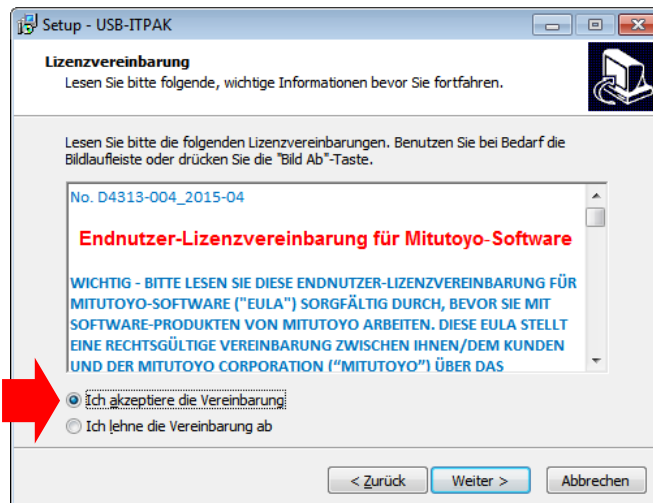 Setup - USB-ITPAK
Lizenzvereinbarung
Lesen Sie bitte folgende, wichtige Informationen bevor Sie fortfahren.
Lesen Sie bitte die folgenden Lizenzvereinbarungen. Benutzen Sie bei Bedarf die
Bildlaufleiste oder drücken Sie die "Bild Ab"-Taste.
No. D4313-004_2015-04
Endnutzer-Lizenzvereinbarung für Mitutoyo-Software
WICHTIG - BITTE LESEN SIE DIESE ENDNUTZER-LIZENZVEREINBARUNG FÜR
MITUTOYO-SOFTWARE ("EULA") SORGFÄLTIG DURCH, BEVOR SIE MIT
SOFTWARE-PRODUKTEN VON MITUTOYO ARBEITEN. DIESE EULA STELLT
EINE RECHTSGÜLTIGE VEREINBARUNG ZWISCHEN IHNEN/DEM KUNDEN
UND DER MITUTOYO CORPORATION (“MITUTOYO”) ÜBER DAS
Ich akzeptiere die Vereinbarung
Ich lehne die Vereinbarung ab
< Zurück
Weiter >
Abbrechen